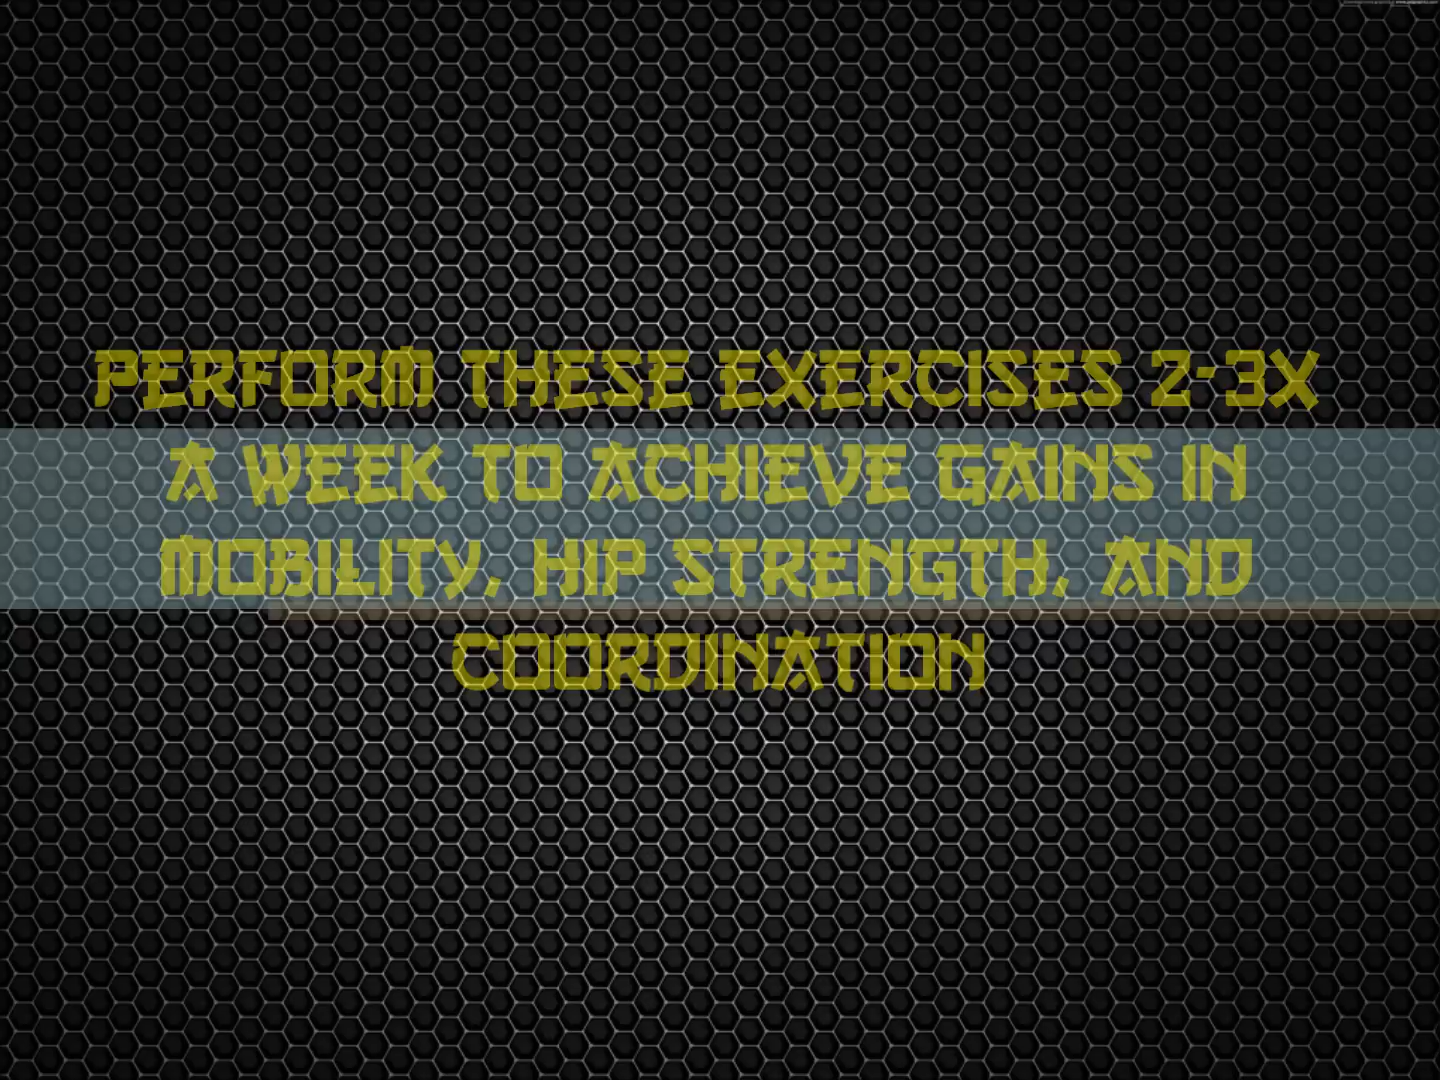 PERFORM THESE EXERCISES 2-3X
A WEEK TO ACHIEVE GAINS IN
MOBILITY, HIP STRENGTH, AND
COORDINATION